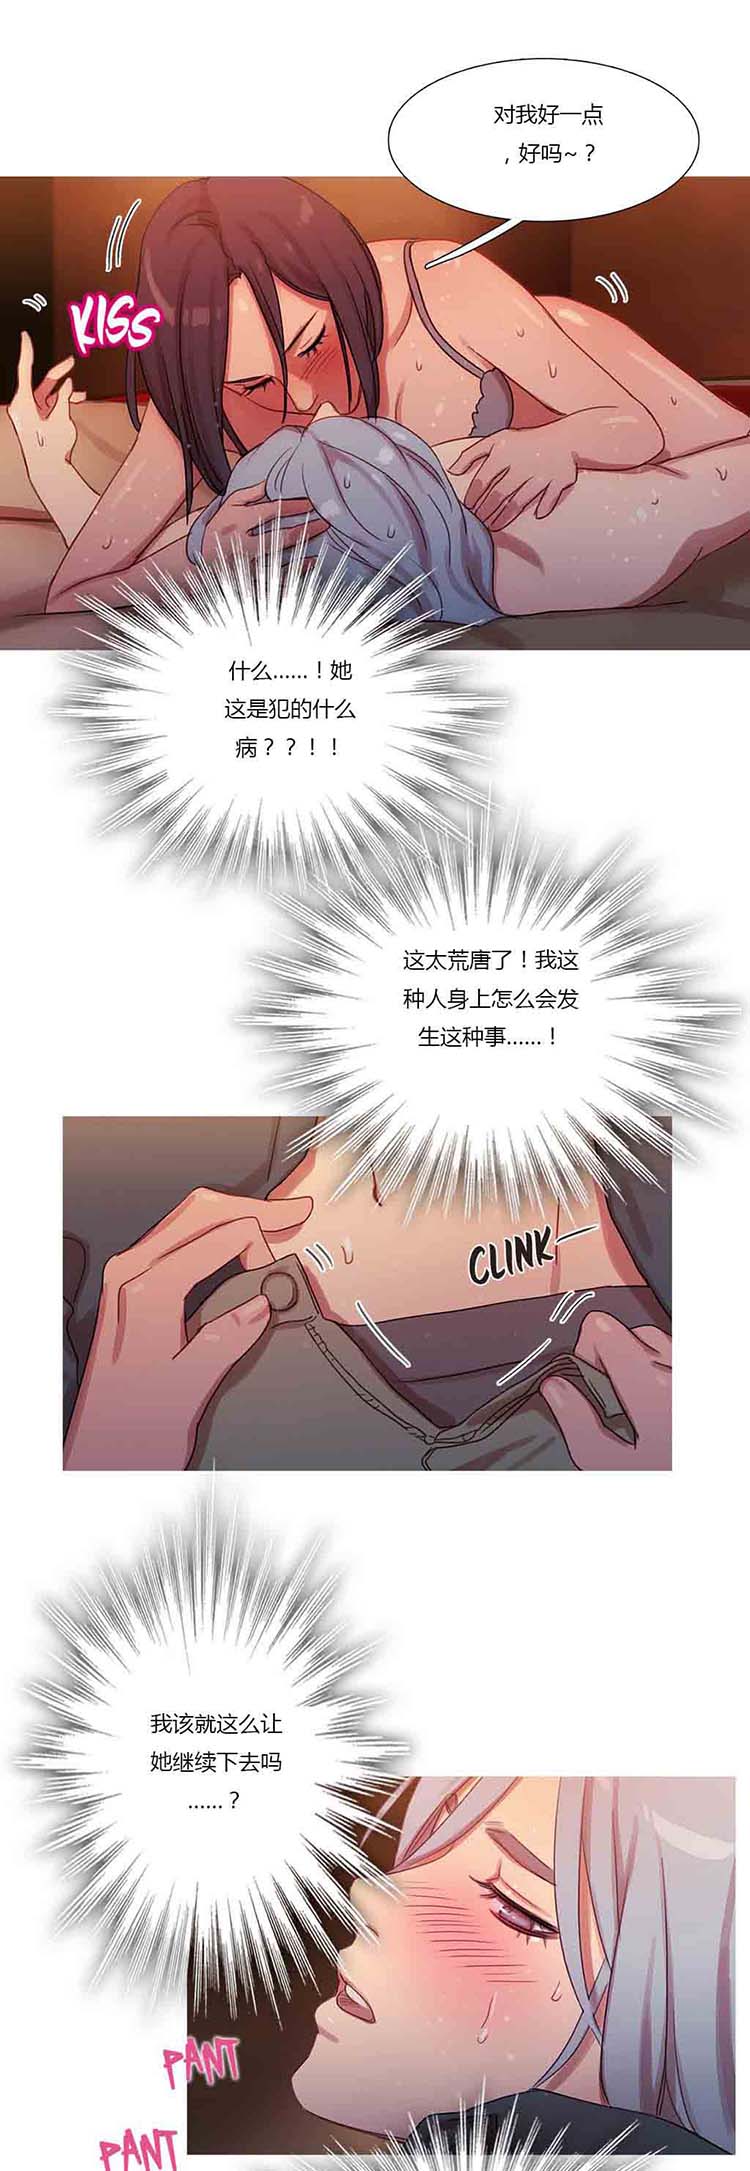 对我好一点
，好吗~？
KISS
什么……！她
这是犯的什么
病？？！！
这太荒唐了！我这
种人身上怎么会发
生这种事……！
CLINK
我该就这么让
她继续下去吗
……？
PANT
PANT